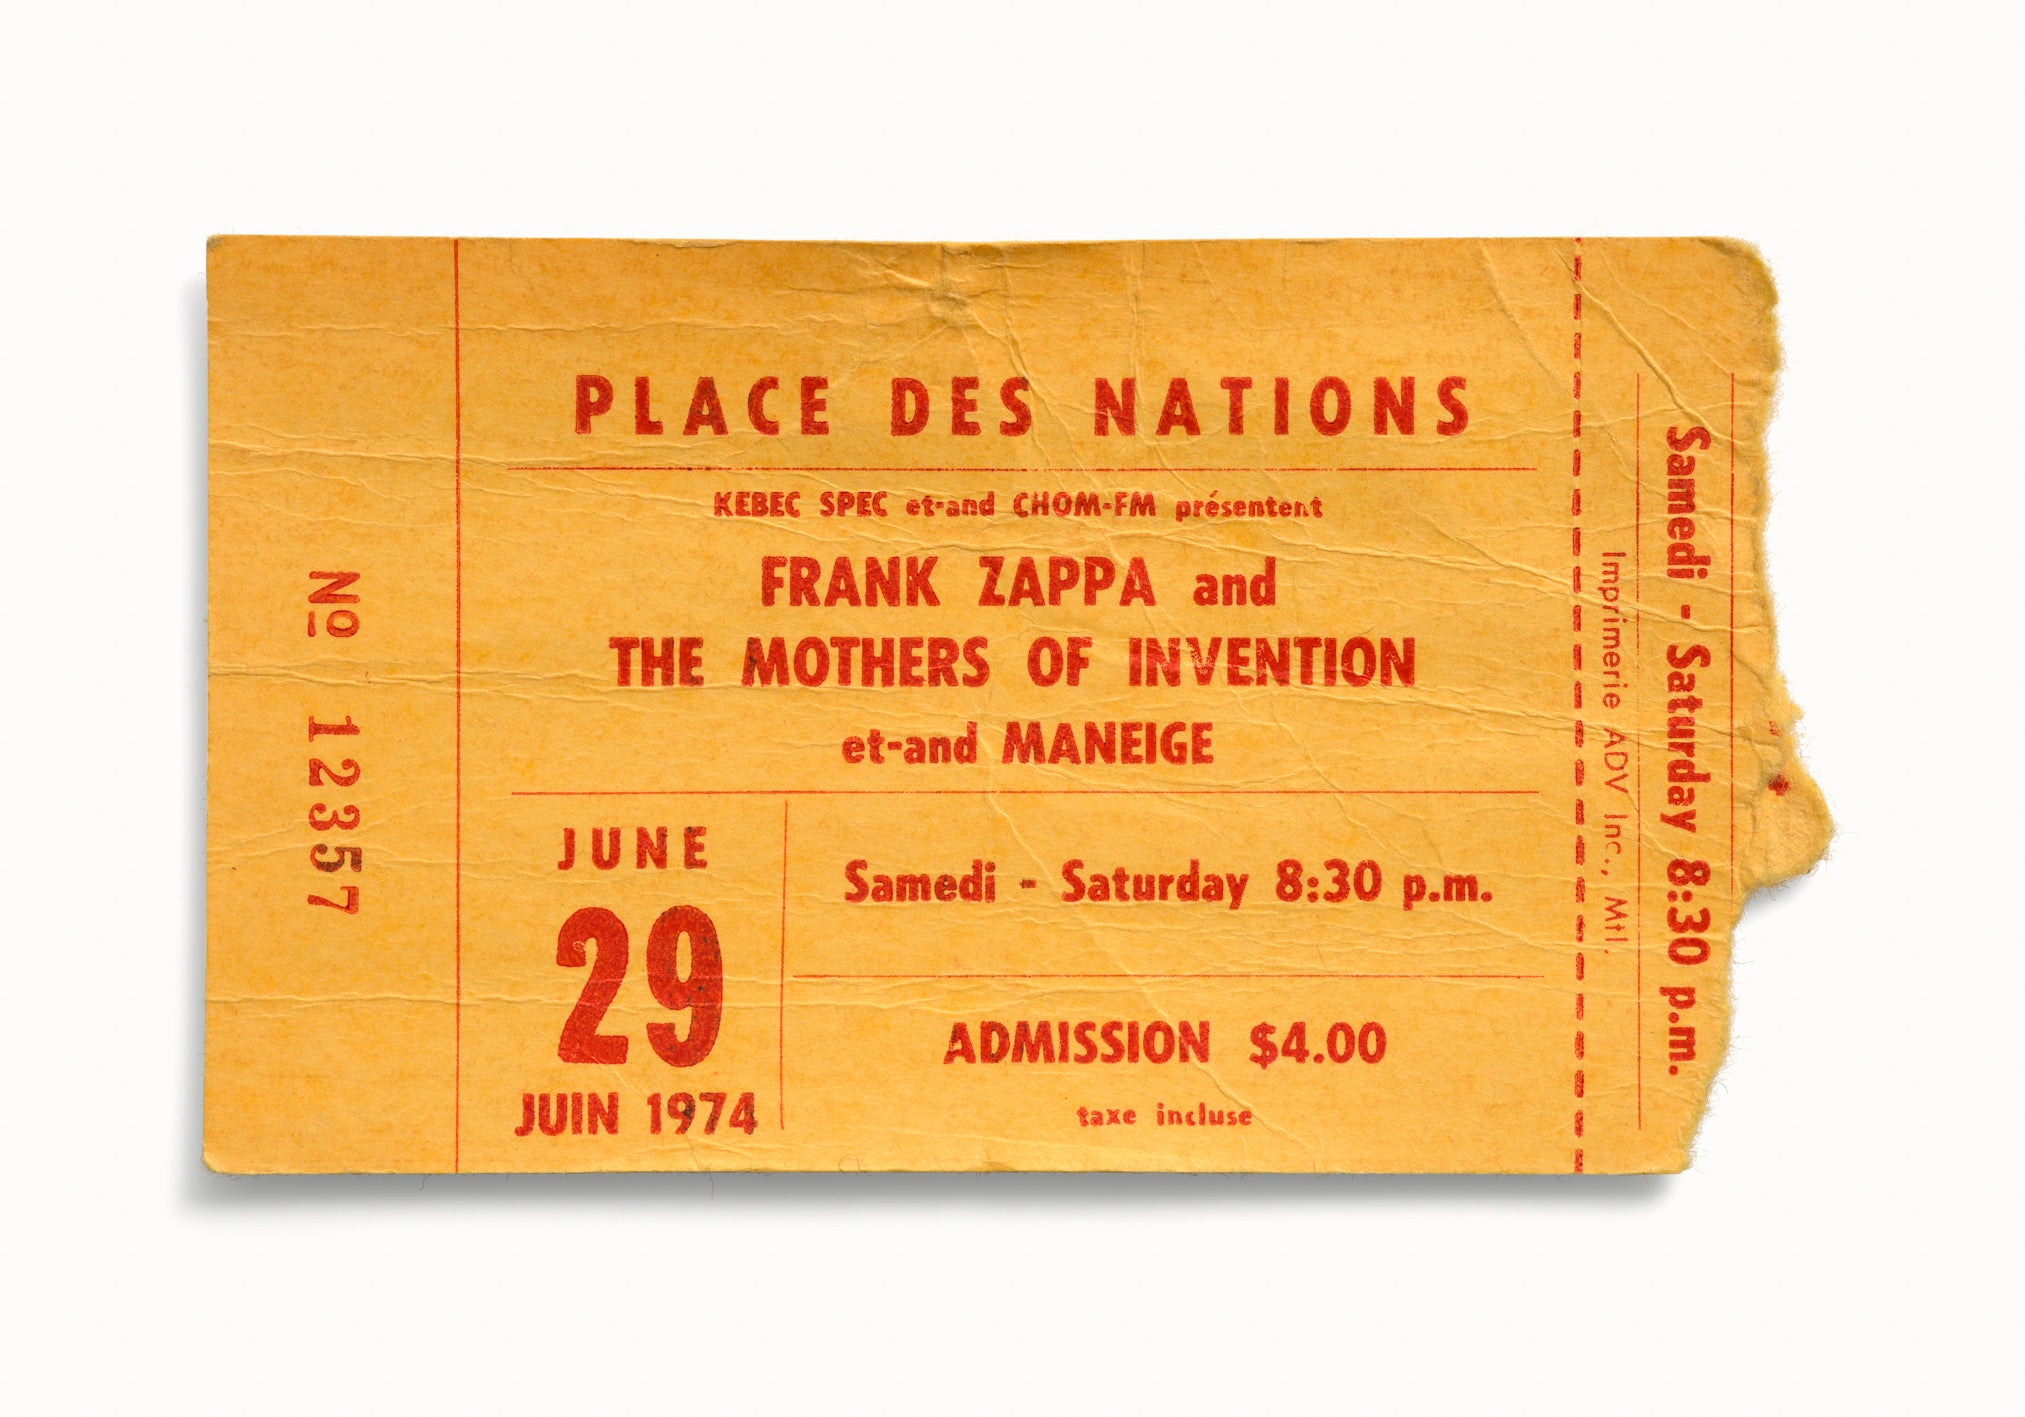 PLACE DES NATIONS
KEBEC SPEC et-and CHOM-FM présentent
FRANK ZAPPA and
THE MOTHERS OF INVENTION
et-and MANEIGE
JUNE
29
JUIN 1974
Samedi - Saturday 8:30 p.m.
ADMISSION $4.00
taxe incluse
Nº 12357
Imprimerie ADV Inc., Mtl.
Samedi - Saturday 8:30 p.m.